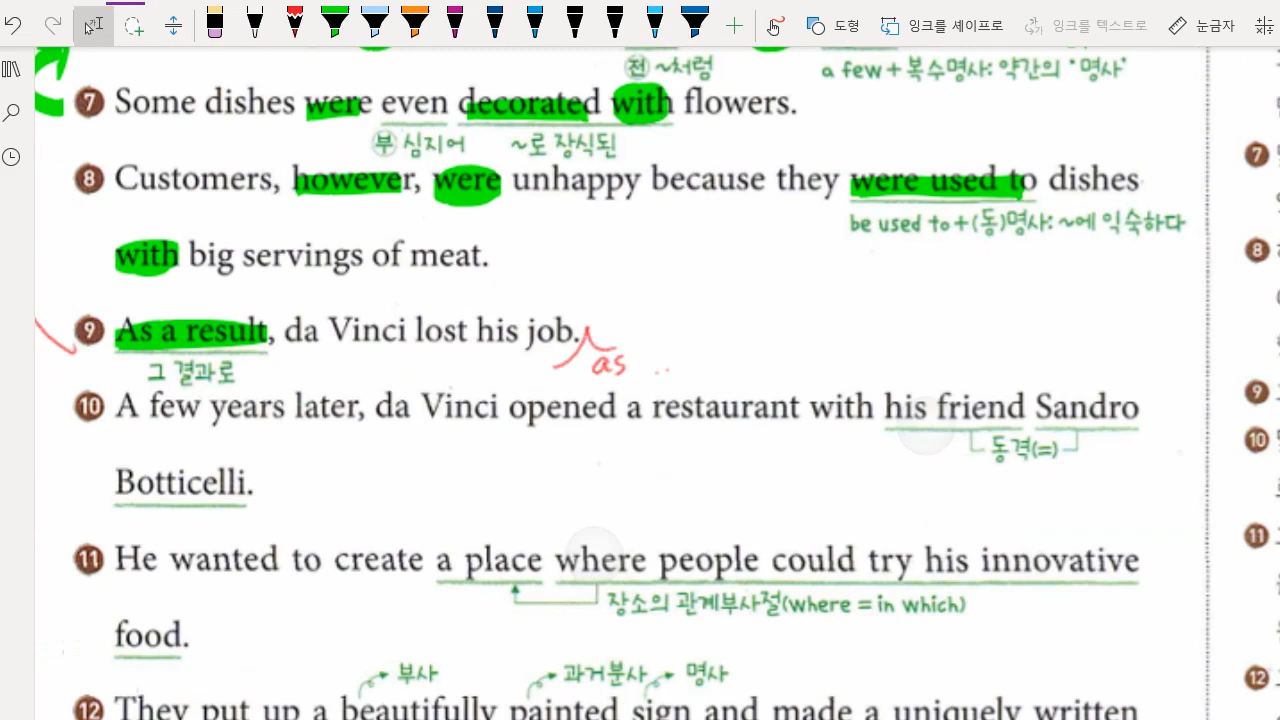 도형 잉크를 셰이프로 잉크를 텍스트로 눈금자
전 ~처럼 a few + 복수명사: 약간의 '명사'
7 Some dishes were even decorated with flowers.
부 심지어 ~로 장식된
8 Customers, however, were unhappy because they were used to dishes
be used to+(동)명사: ~에 익숙하다
with big servings of meat.
9 As a result, da Vinci lost his job.
as
그 결과로
10 A few years later, da Vinci opened a restaurant with his friend Sandro
동격(=)
Botticelli.
11 He wanted to create a place where people could try his innovative
장소의 관계부사절(where = in which)
food.
부사 과거분사 명사
12 They put up a beautifully painted sign and made a uniquely written
7
8
9
10
11
12